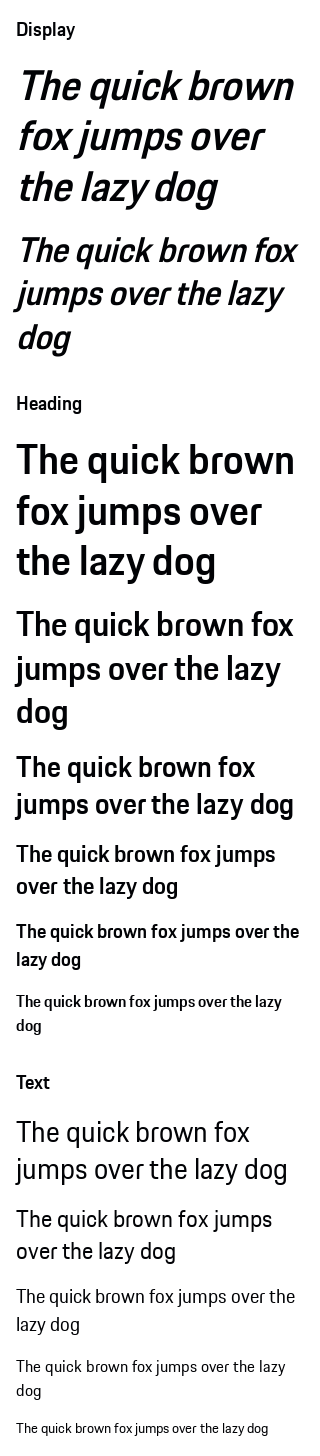 Display
The quick brown
fox jumps over
the lazy dog
The quick brown fox
jumps over the lazy
dog
Heading
The quick brown
fox jumps over
the lazy dog
The quick brown fox
jumps over the lazy
dog
The quick brown fox
jumps over the lazy dog
The quick brown fox jumps
over the lazy dog
The quick brown fox jumps over the
lazy dog
The quick brown fox jumps over the lazy
dog
Text
The quick brown fox
jumps over the lazy dog
The quick brown fox jumps
over the lazy dog
The quick brown fox jumps over the
lazy dog
The quick brown fox jumps over the lazy
dog
The quick brown fox jumps over the lazy dog